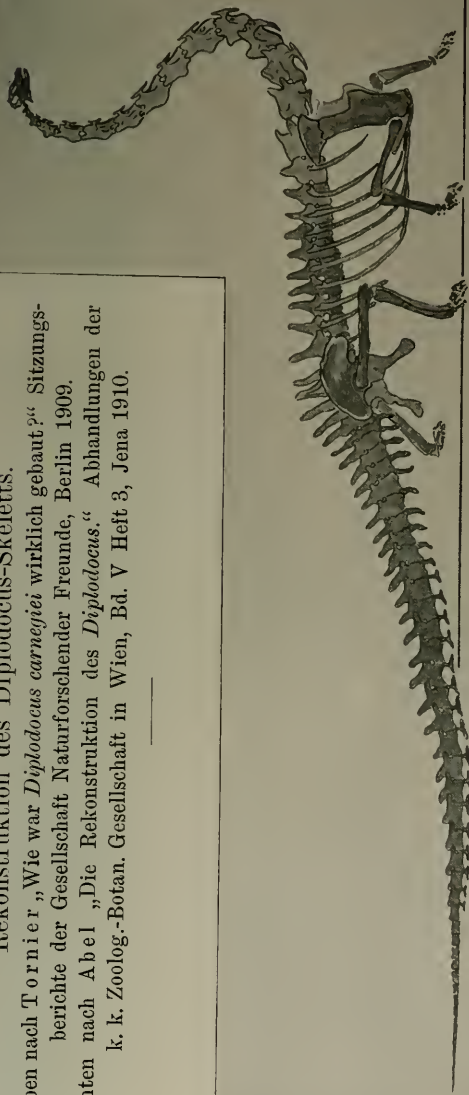 Rekonstruktion des Diplodocus-Skeletts.
ben nach Tornier „Wie war Diplodocus carnegiei wirklich gebaut?“ Sitzungs-
berichte der Gesellschaft Naturforschender Freunde, Berlin 1909.
nten nach Abel „Die Rekonstruktion des Diplodocus.“ Abhandlungen der
k. k. Zoolog.-Botan. Gesellschaft in Wien, Bd. V Heft 3, Jena 1910.